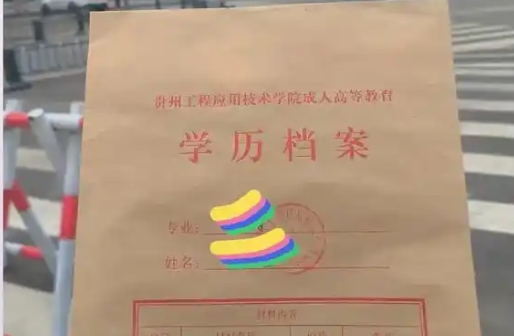 贵州工程应用技术学院成人高等教育
学历档案
专业:
姓名:
材料内容